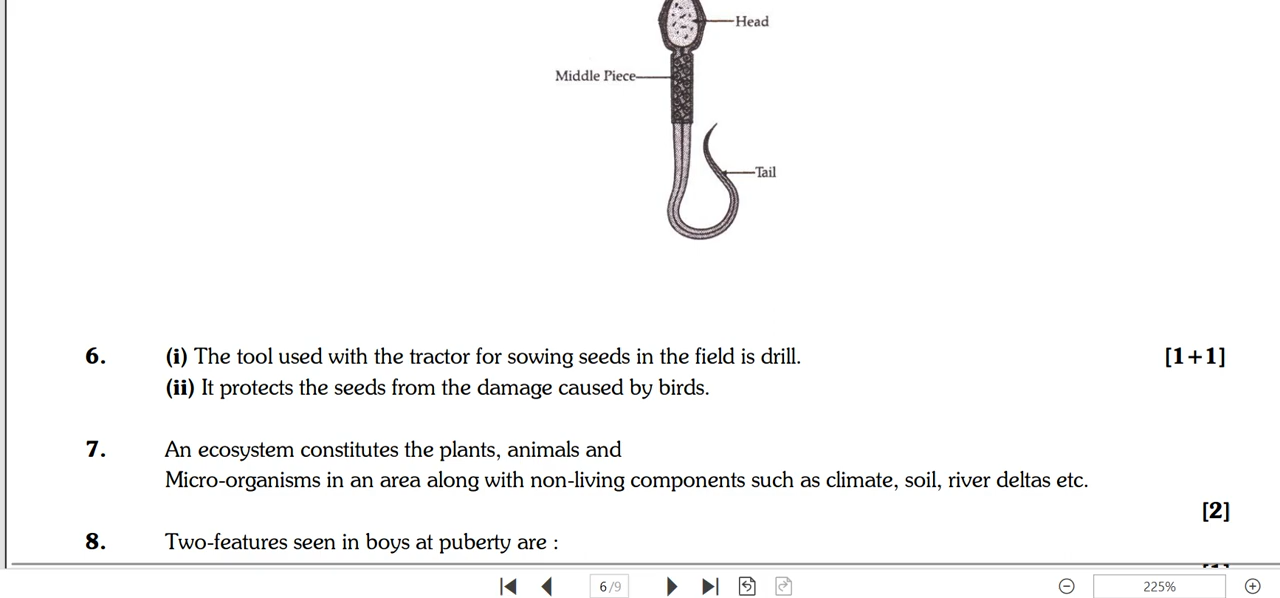 Head
Middle Piece
Tail
6. (i) The tool used with the tractor for sowing seeds in the field is drill. [1+1]
(ii) It protects the seeds from the damage caused by birds.
7. An ecosystem constitutes the plants, animals and
Micro-organisms in an area along with non-living components such as climate, soil, river deltas etc.
[2]
8. Two-features seen in boys at puberty are :
6 /9
225%